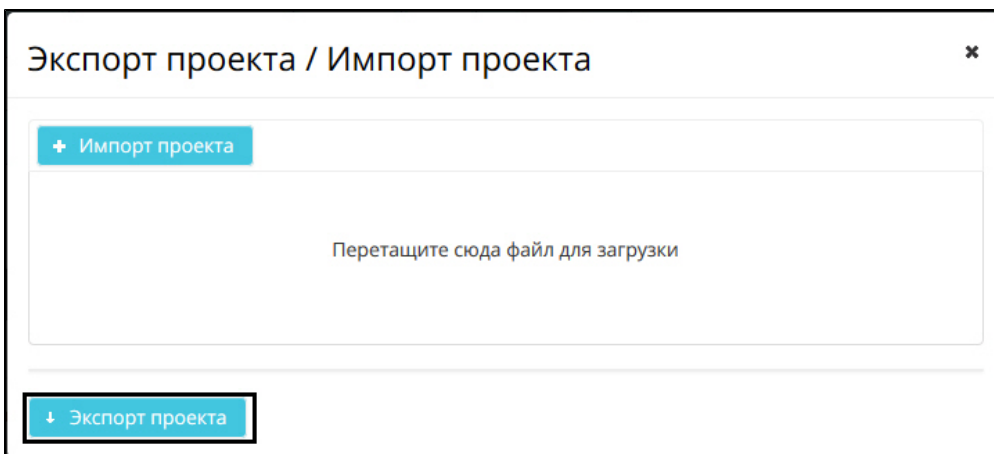 Экспорт проекта / Импорт проекта
Импорт проекта
Перетащите сюда файл для загрузки
Экспорт проекта